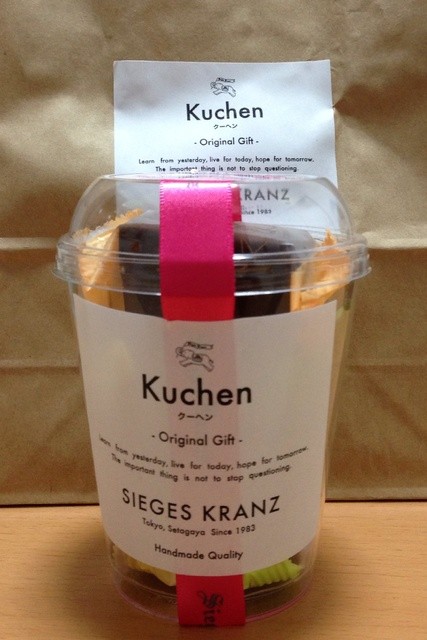 Kuchen
クーヘン
- Original Gift -
Learn from yesterday, live for today, hope for tomorrow.
The important thing is not to stop questioning.
KRANZ
Since 1983
Kuchen
クーヘン
- Original Gift -
Learn from yesterday, live for today, hope for tomorrow.
The important thing is not to stop questioning.
SIEGES KRANZ
Tokyo, Setagaya Since 1983
Handmade Quality